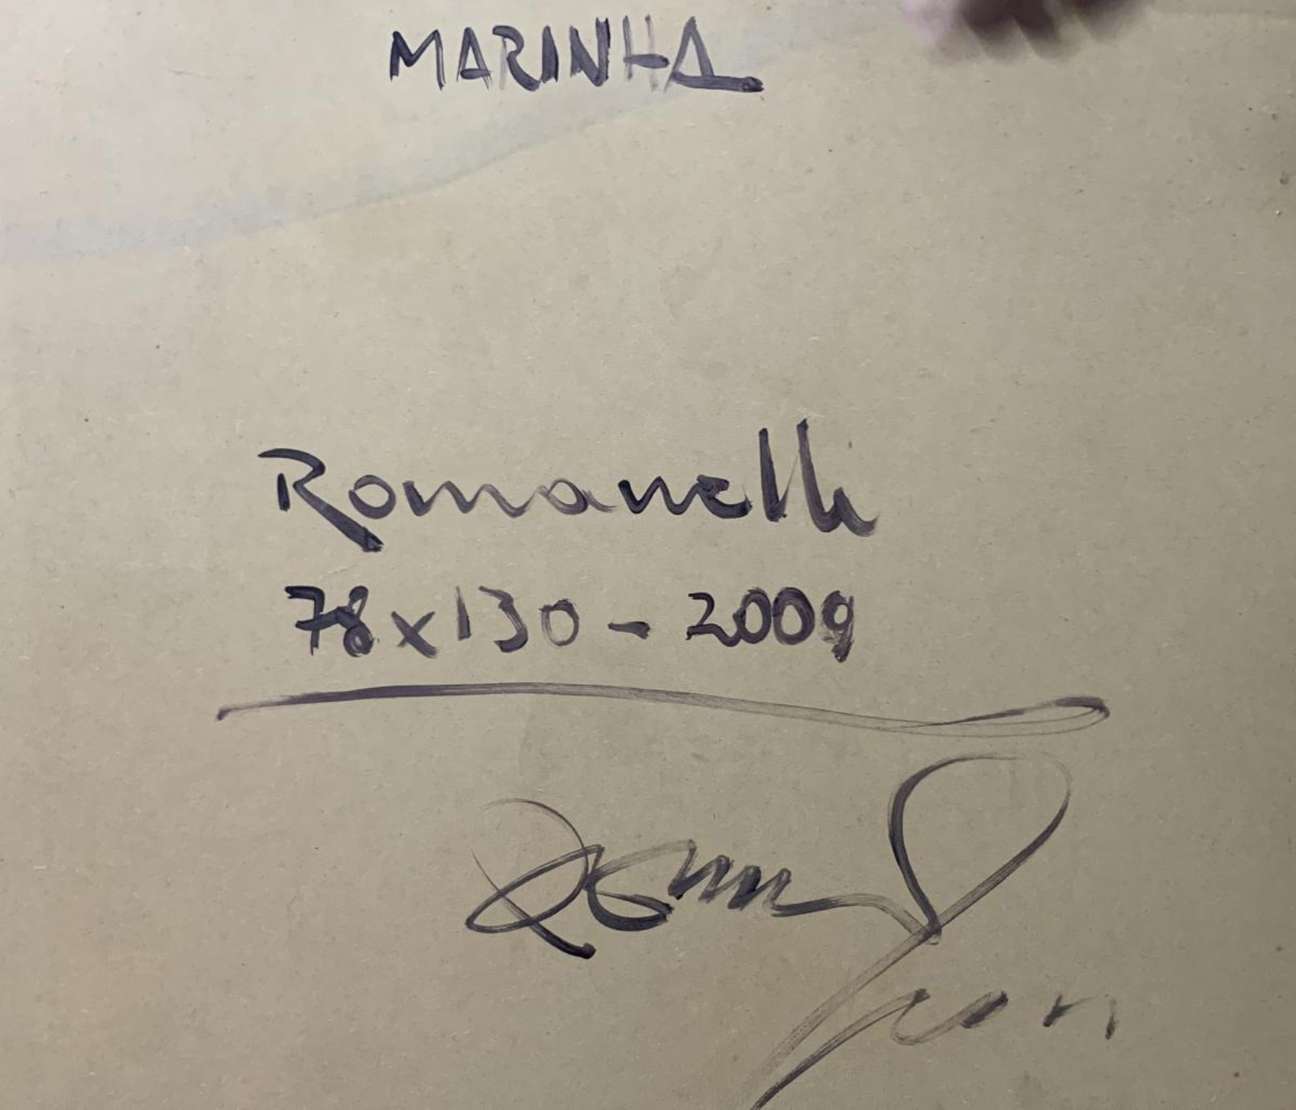 MARINHA
Romanelli
78x130 - 2009